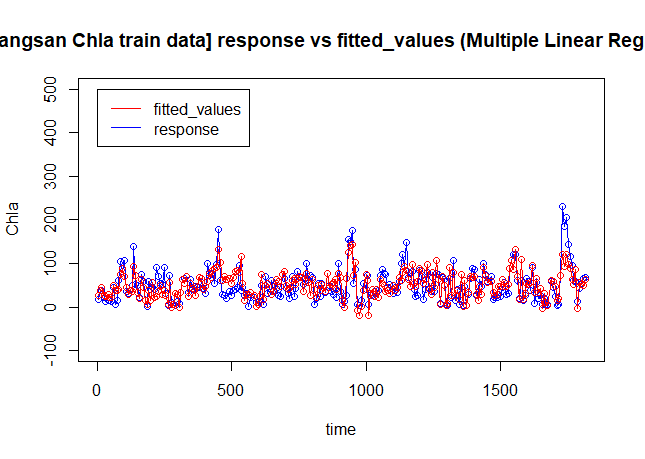 angsan Chla train data] response vs fitted_values (Multiple Linear Reg
500
400
300
200
100
0
-100
Chla
fitted_values
response
0 500 1000 1500
time